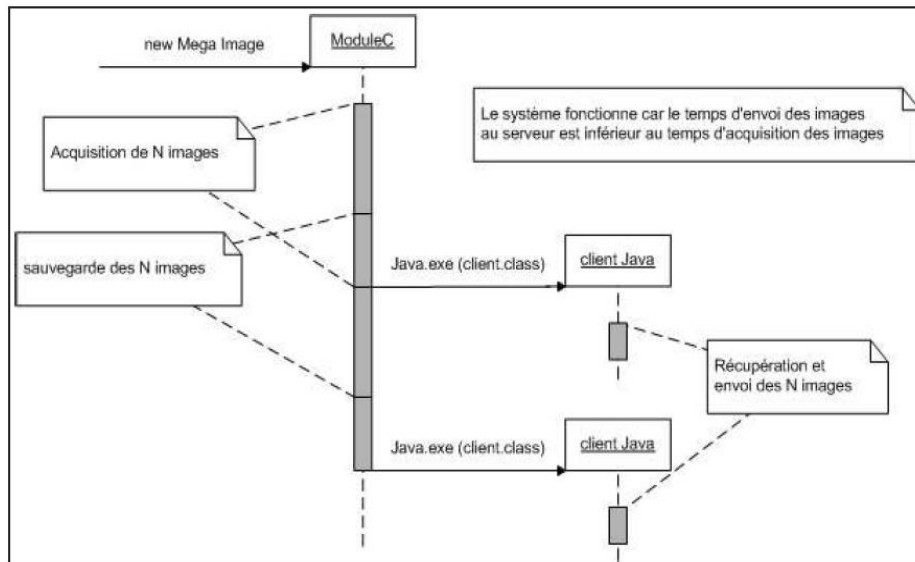 new Mega Image
ModuleC
Le système fonctionne car le temps d'envoi des images
au serveur est inférieur au temps d'acquisition des images
Acquisition de N images
sauvegarde des N images
Java.exe (client.class)
client Java
Récupération et
envoi des N images
Java.exe (client.class)
client Java